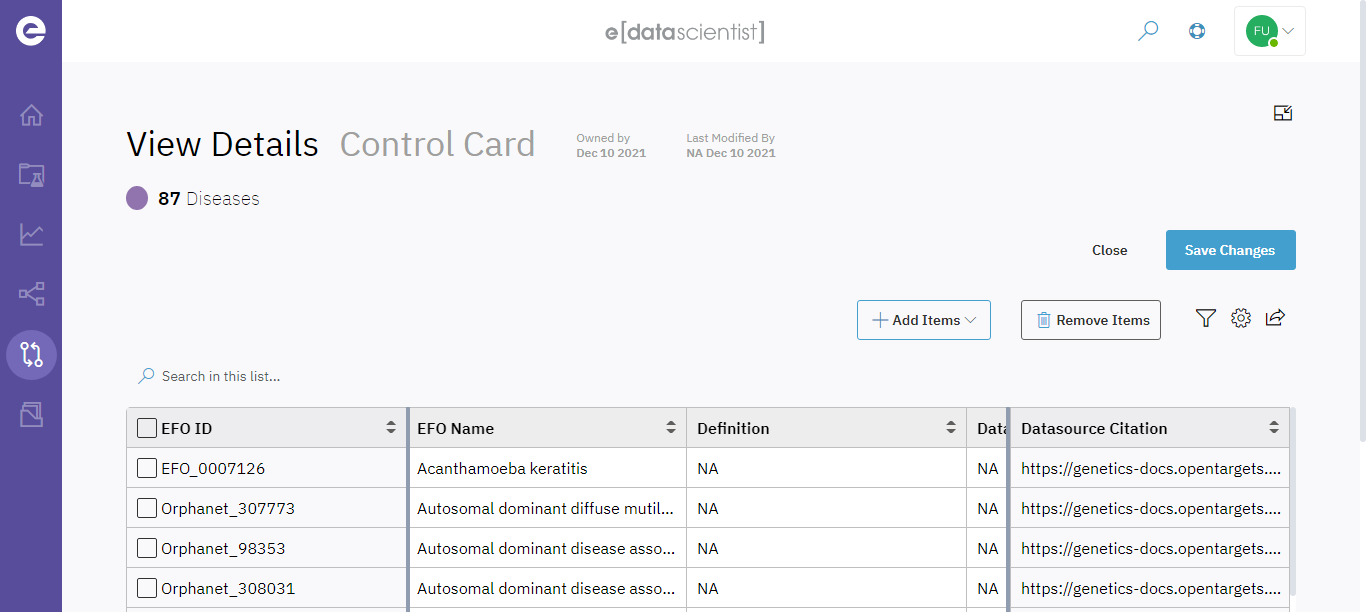 e
e[datascientist]
FU
View Details Control Card
Owned by
Dec 10 2021
Last Modified By
NA Dec 10 2021
87 Diseases
Close
Save Changes
Add Items
Remove Items
Search in this list...
EFO ID EFO Name Definition Data Datasource Citation
EFO_0007126 Acanthamoeba keratitis NA NA https://genetics-docs.opentargets....
Orphanet_307773 Autosomal dominant diffuse mutil... NA NA https://genetics-docs.opentargets....
Orphanet_98353 Autosomal dominant disease asso... NA NA https://genetics-docs.opentargets....
Orphanet_308031 Autosomal dominant disease asso... NA NA https://genetics-docs.opentargets....